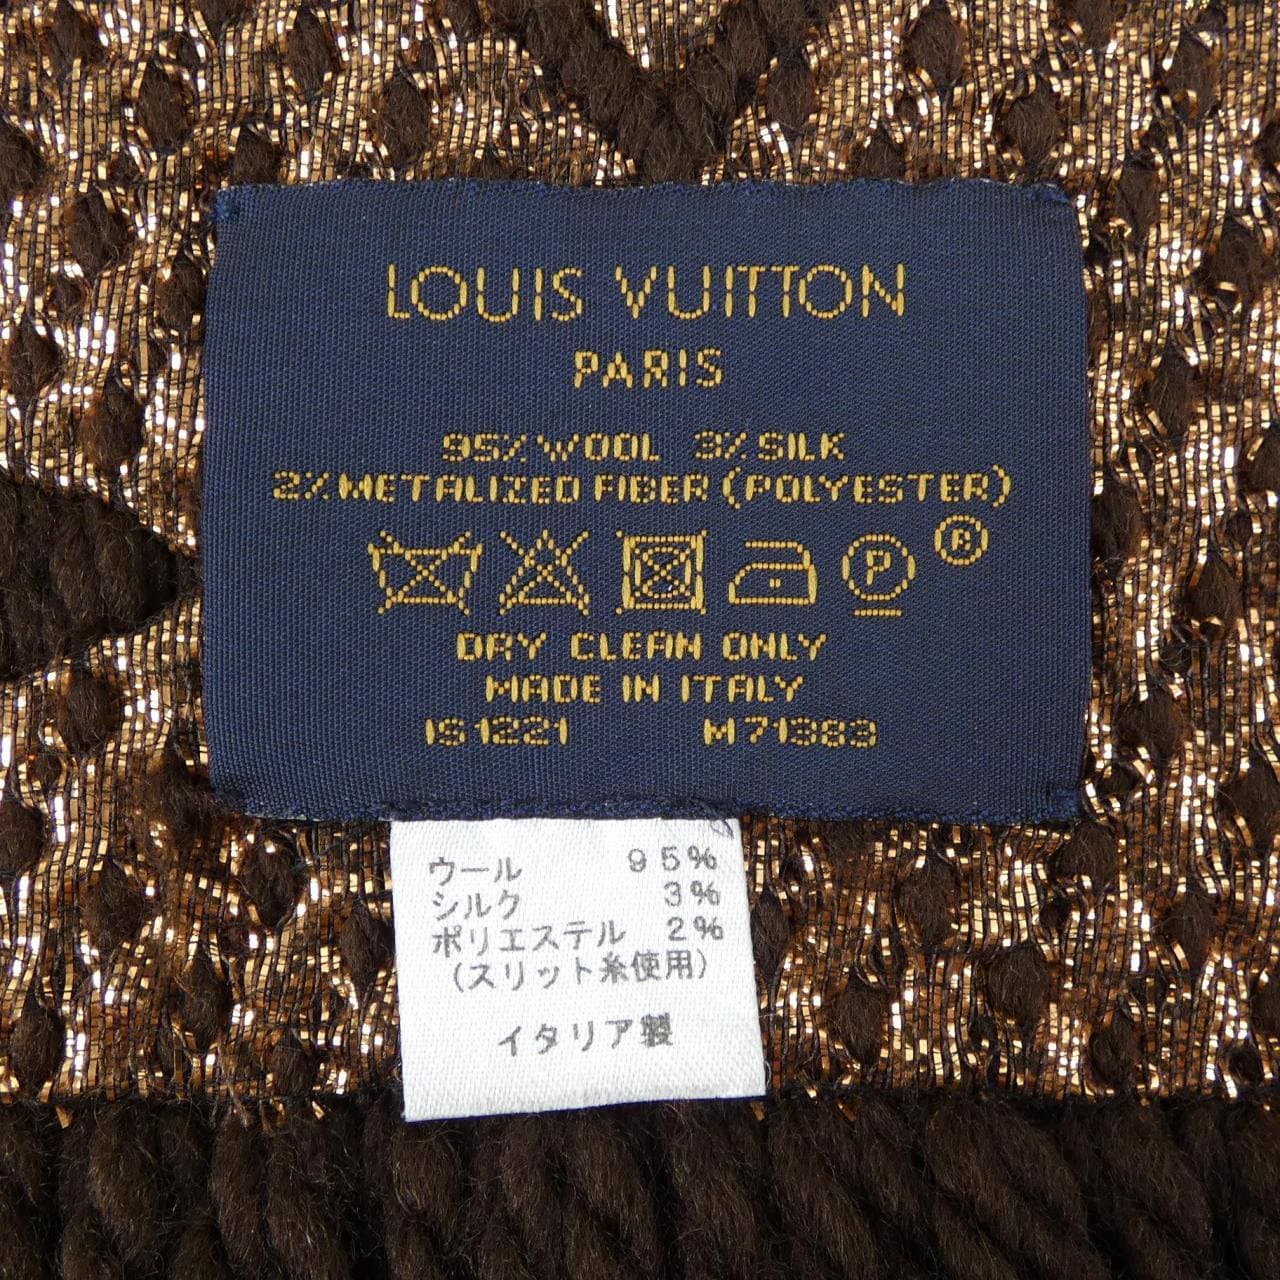 LOUIS VUITTON
PARIS
95% WOOL 3% SILK
2% METALIZED FIBER (POLYESTER)
P ®
DRY CLEAN ONLY
MADE IN ITALY
IS1221 M71383
ウール 95%
シルク 3%
ポリエステル 2%
(スリット糸使用)
イタリア製